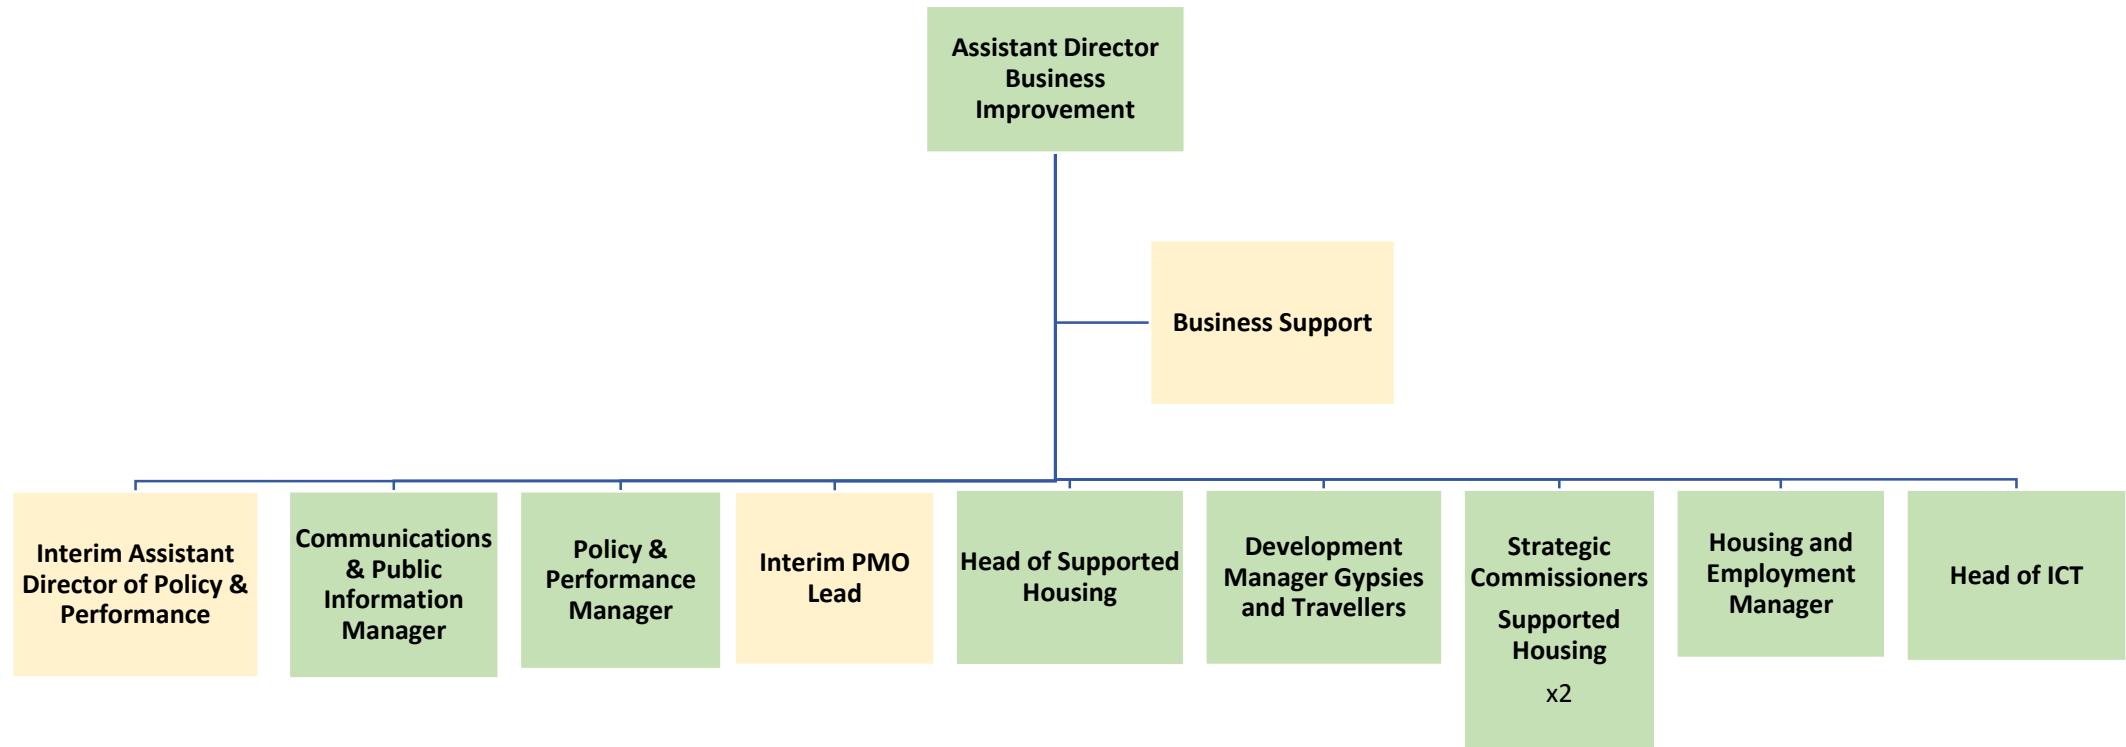 Assistant Director
Business
Improvement
Business Support
Interim Assistant
Director of Policy &
Performance
Communications
& Public
Information
Manager
Policy &
Performance
Manager
Interim PMO
Lead
Head of Supported
Housing
Development
Manager Gypsies
and Travellers
Strategic
Commissioners
Supported
Housing
x2
Housing and
Employment
Manager
Head of ICT